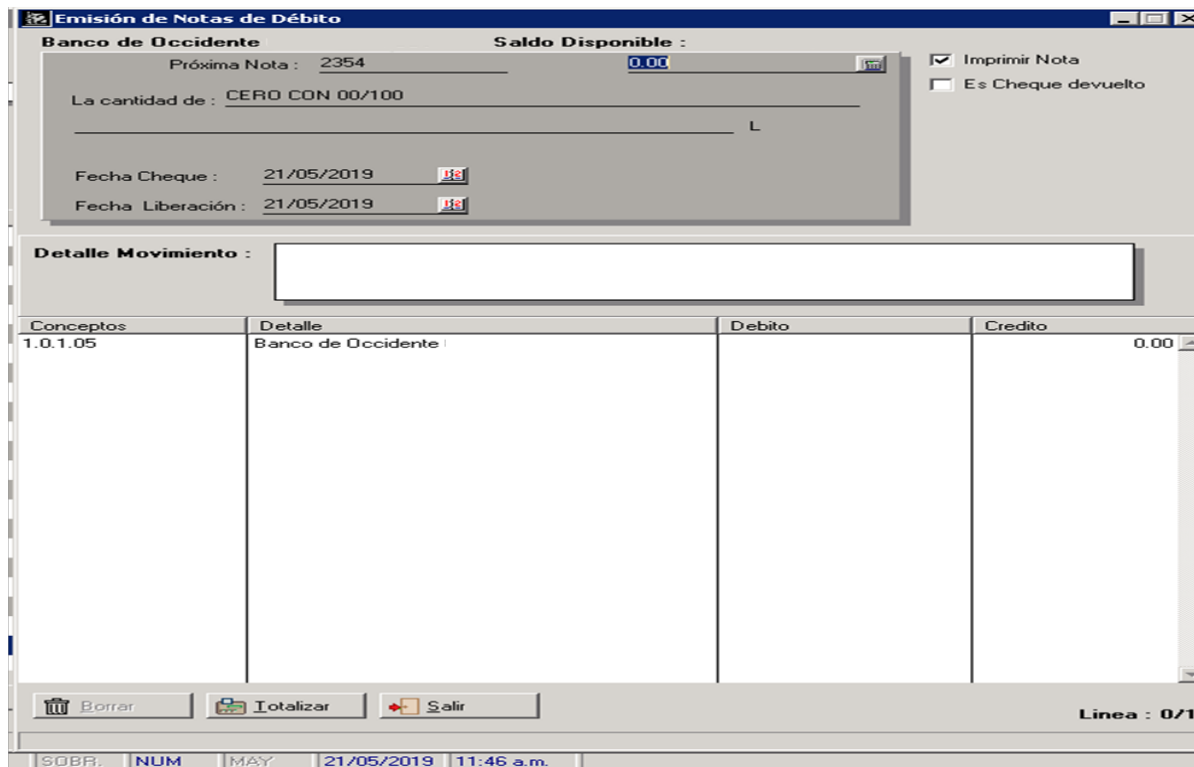 Emisión de Notas de Débito
Banco de Occidente Saldo Disponible :
Próxima Nota : 2354 0.00 Imprimir Nota
La cantidad de : CERO CON 00/100 Es Cheque devuelto
L
Fecha Cheque : 21/05/2019
Fecha Liberación : 21/05/2019
Detalle Movimiento :
Conceptos Detalle Debito Credito
1.0.1.05 Banco de Occidente 0.00
Borrar Totalizar Salir
Linea : 0/1
SOBR. NUM MAY 21/05/2019 11:46 a.m.